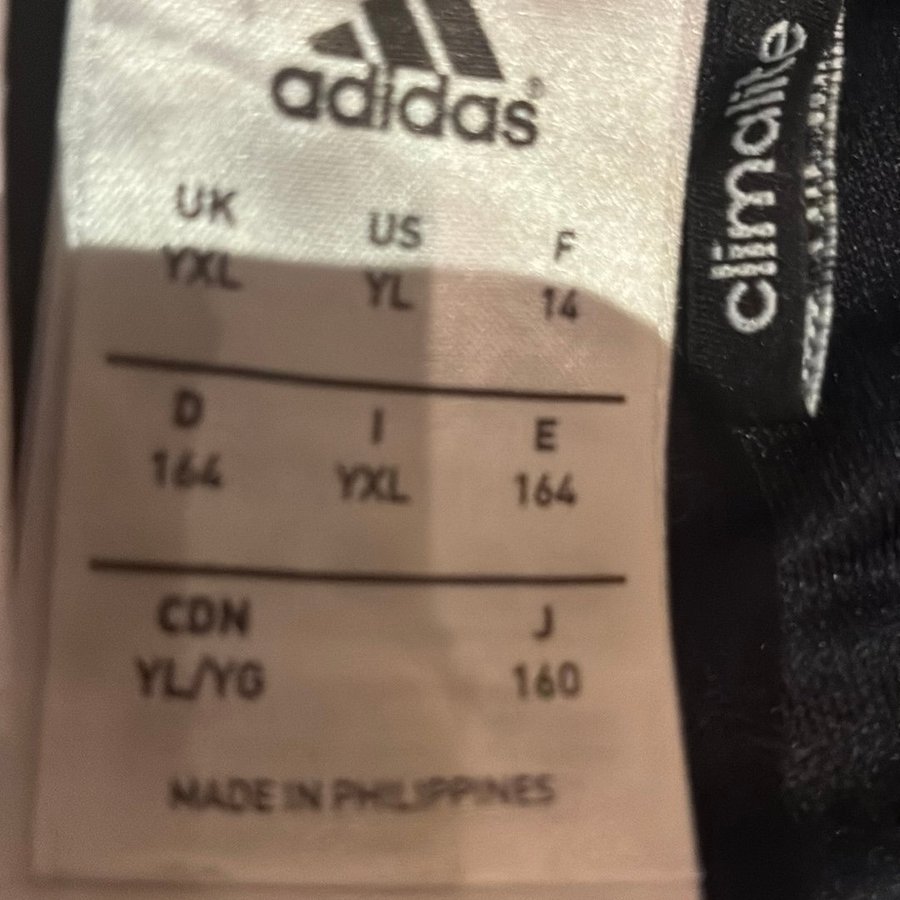 adidas®
UK US F
YXL YL 14
D I E
164 YXL 164
CDN J
YL/YG 160
MADE IN PHILIPPINES
climalite